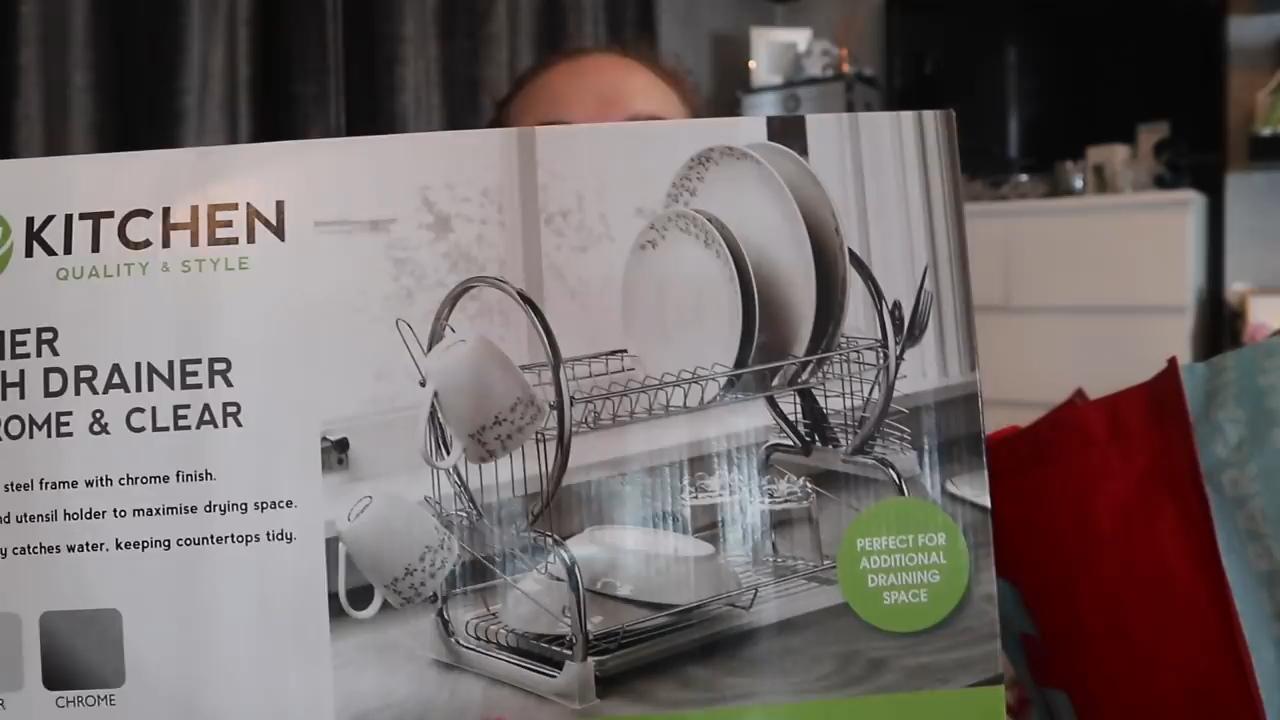 KITCHEN
QUALITY & STYLE
IER
H DRAINER
ROME & CLEAR
steel frame with chrome finish.
nd utensil holder to maximise drying space.
y catches water, keeping countertops tidy.
R
CHROME
PERFECT FOR
ADDITIONAL
DRAINING
SPACE